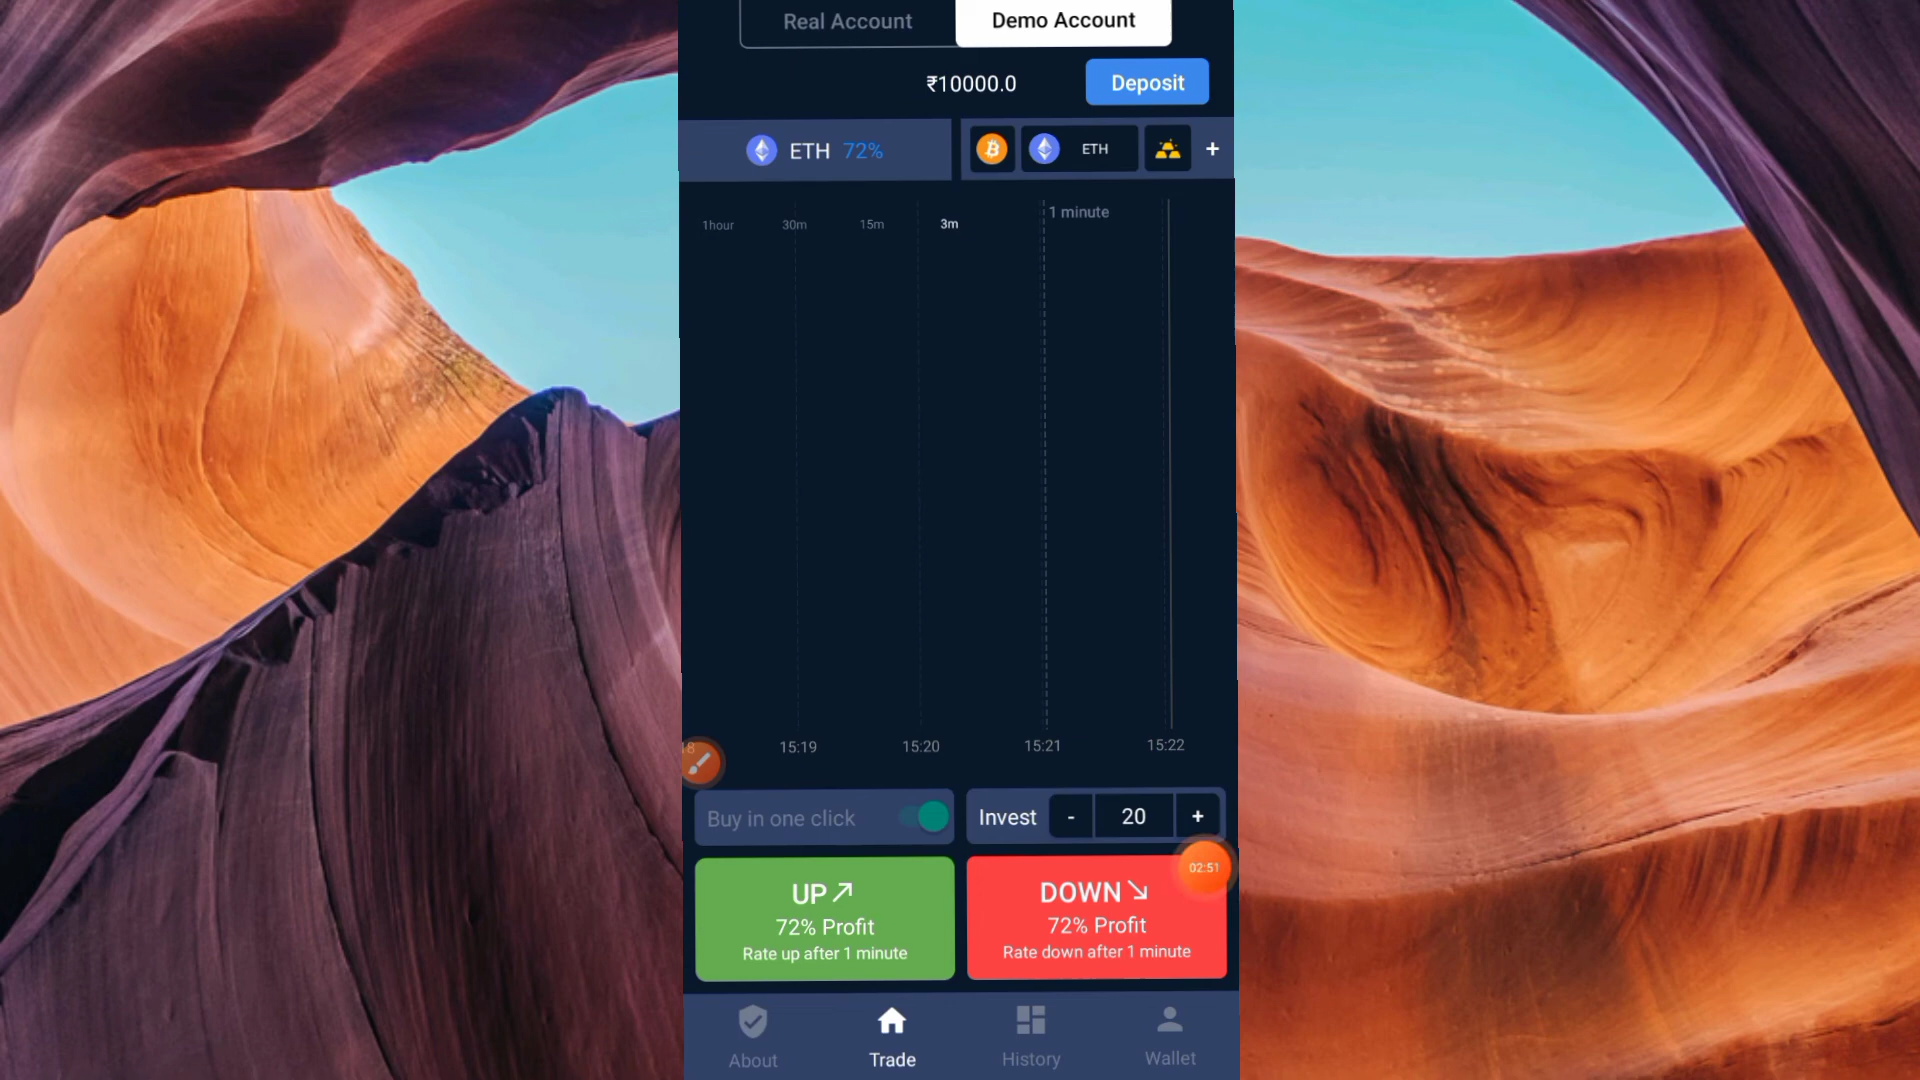 Real Account
Demo Account
₹10000.0
Deposit
ETH 72%
ETH
+
1 minute
1hour
30m
15m
3m
18
15:19
15:20
15:21
15:22
Buy in one click
Invest
-
20
+
02:51
UP
72% Profit
Rate up after 1 minute
DOWN
72% Profit
Rate down after 1 minute
About
Trade
History
Wallet